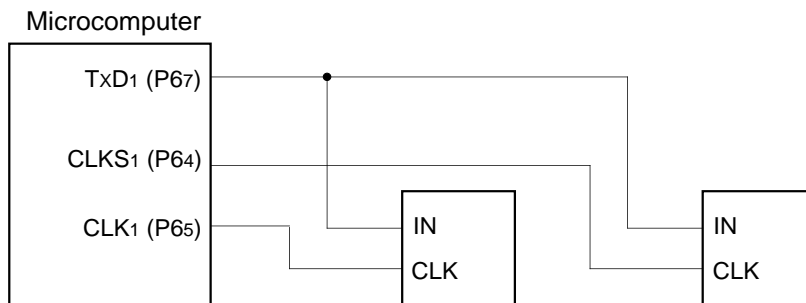 Microcomputer
TXD1 (P67)
CLKS1 (P64)
CLK1 (P65)
IN
CLK
IN
CLK